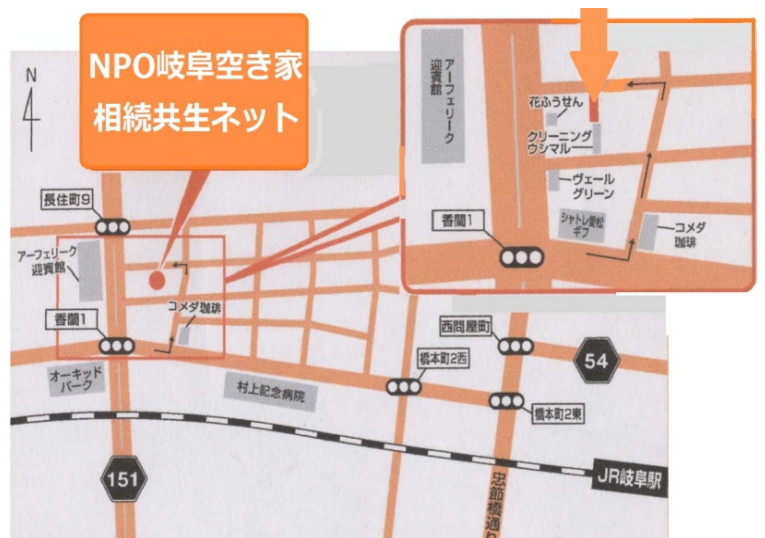 NPO岐阜空き家
相続共生ネット
N
長住町9
アーフェリーク
迎賓館
香蘭1
コメダ珈琲
オーキッド
パーク
村上記念病院
橋本町2西
西問屋町
54
橋本町2東
151
忠節橋通り
JR岐阜駅
アーフェリーク
迎賓館
花ふうせん
クリーニング
ウシマル
ヴェール
グリーン
香蘭1
シャトレ愛松
ギフ
コメダ
珈琲